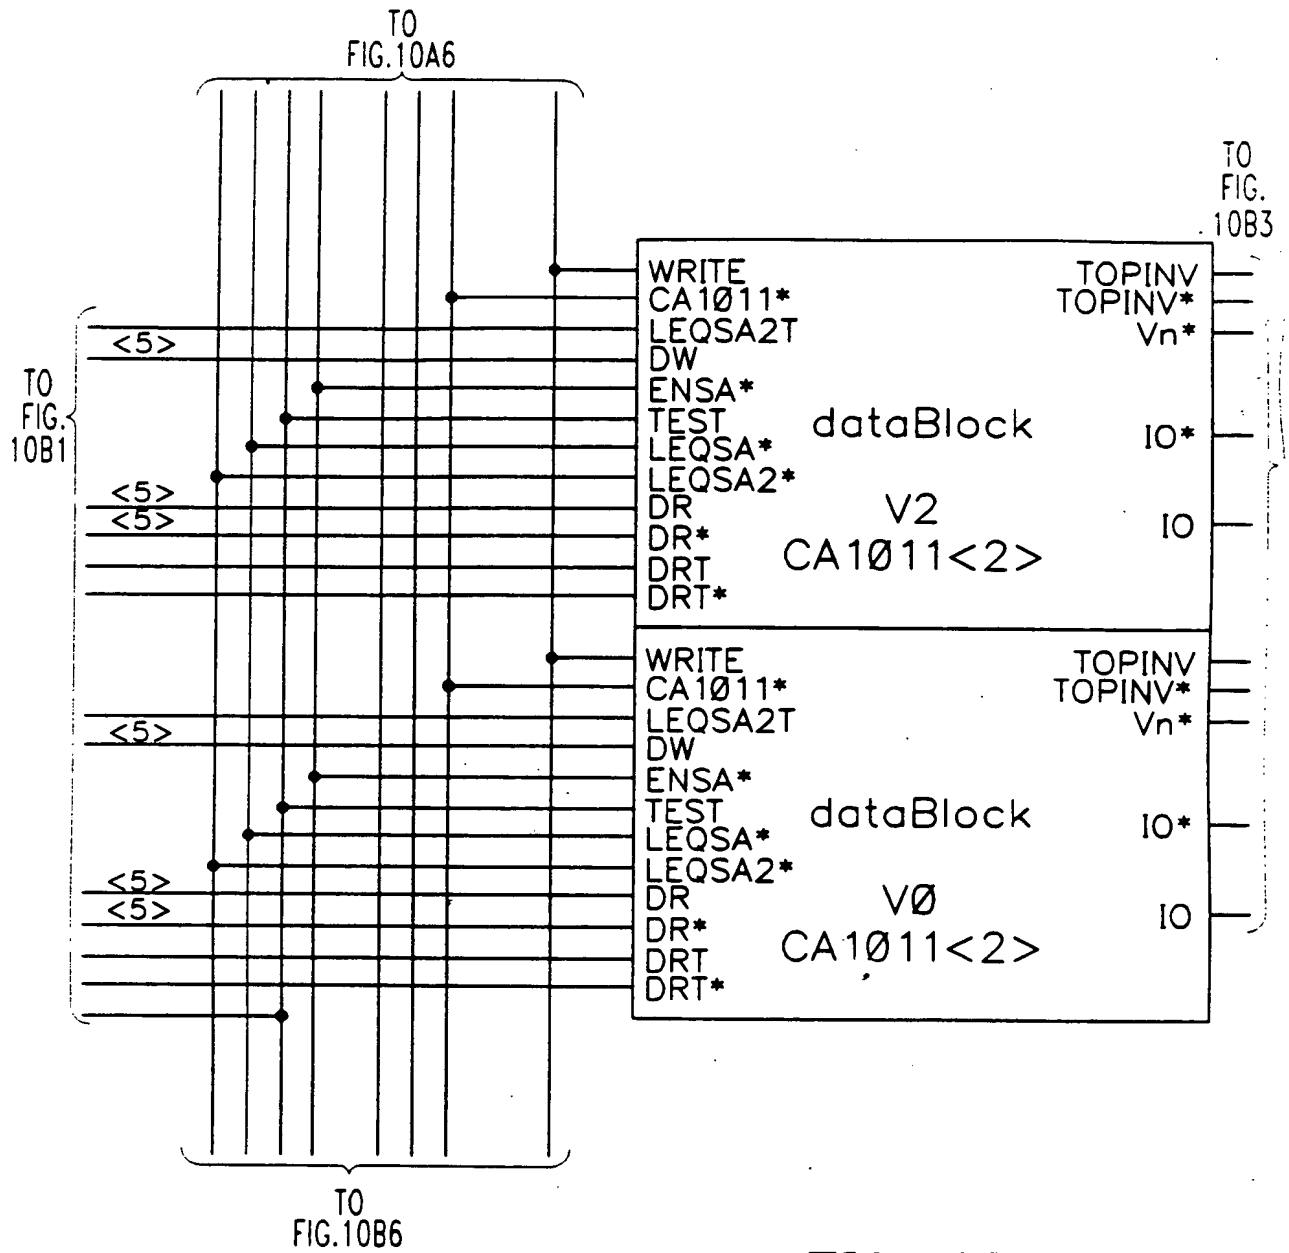 TO
FIG.10A6
TO
FIG.
10B3
TO
FIG.
10B1
<5>
<5>
<5>
WRITE
CA1Ø11*
LEQSA2T
DW
ENSA*
TEST
LEQSA*
LEQSA2*
DR
DR*
DRT
DRT*
dataBlock
V2
CA1Ø11<2>
TOPINV
TOPINV*
Vn*
IO*
IO
<5>
<5>
<5>
WRITE
CA1Ø11*
LEQSA2T
DW
ENSA*
TEST
LEQSA*
LEQSA2*
DR
DR*
DRT
DRT*
dataBlock
VØ
CA1Ø11<2>
TOPINV
TOPINV*
Vn*
IO*
IO
TO
FIG.10B6